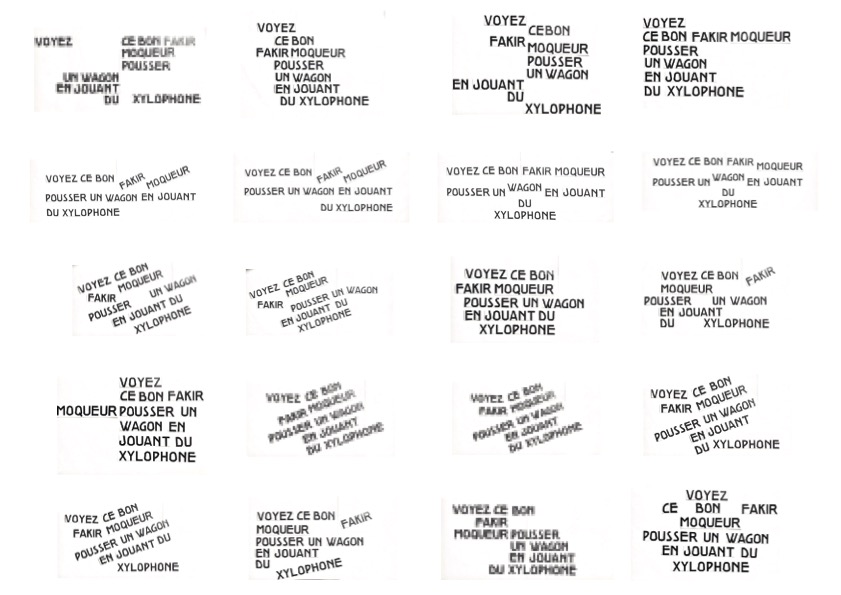 VOYEZ CE BON FAKIR
MOQUEUR
POUSSER
UN WAGON
EN JOUANT
DU XYLOPHONE
VOYEZ
CE BON
FAKIR MOQUEUR
POUSSER
UN WAGON
EN JOUANT
DU XYLOPHONE
VOYEZ
CEBON
FAKIR
MOQUEUR
POUSSER
UN WAGON
EN JOUANT
DU
XYLOPHONE
VOYEZ
CE BON FAKIR MOQUEUR
POUSSER
UN WAGON
EN JOUANT
DU XYLOPHONE
VOYEZ CE BON FAKIR MOQUEUR
POUSSER UN WAGON EN JOUANT
DU XYLOPHONE
VOYEZ CE BON FAKIR MOQUEUR
POUSSER UN WAGON EN JOUANT
DU XYLOPHONE
VOYEZ CE BON FAKIR MOQUEUR
POUSSER UN WAGON EN JOUANT
DU
XYLOPHONE
VOYEZ CE BON FAKIR MOQUEUR
POUSSER UN WAGON EN JOUANT
DU
XYLOPHONE
VOYEZ CE BON
FAKIR MOQUEUR
POUSSER UN WAGON
EN JOUANT DU
XYLOPHONE
VOYEZ CE BON
FAKIR MOQUEUR
POUSSER UN WAGON
EN JOUANT DU
XYLOPHONE
VOYEZ CE BON
FAKIR MOQUEUR
POUSSER UN WAGON
EN JOUANT DU
XYLOPHONE
VOYEZ CE BON FAKIR
MOQUEUR
POUSSER UN WAGON
EN JOUANT
DU XYLOPHONE
VOYEZ
CE BON FAKIR
MOQUEUR POUSSER UN
WAGON EN
JOUANT DU
XYLOPHONE
VOYEZ CE BON
FAKIR MOQUEUR
POUSSER UN WAGON
EN JOUANT
DU XYLOPHONE
VOYEZ CE BON
FAKIR MOQUEUR
POUSSER UN WAGON
EN JOUANT
DU XYLOPHONE
VOYEZ CE BON
FAKIR MOQUEUR
POUSSER UN WAGON
EN JOUANT
DU XYLOPHONE
VOYEZ CE BON
FAKIR MOQUEUR
POUSSER UN WAGON
EN JOUANT DU
XYLOPHONE
VOYEZ CE BON FAKIR
MOQUEUR
POUSSER UN WAGON
EN JOUANT
DU XYLOPHONE
VOYEZ CE BON
FAKIR
MOQUEUR POUSSER
UN WAGON
EN JOUANT
DU XYLOPHONE
VOYEZ
CE BON FAKIR
MOQUEUR
POUSSER UN WAGON
EN JOUANT DU
XYLOPHONE